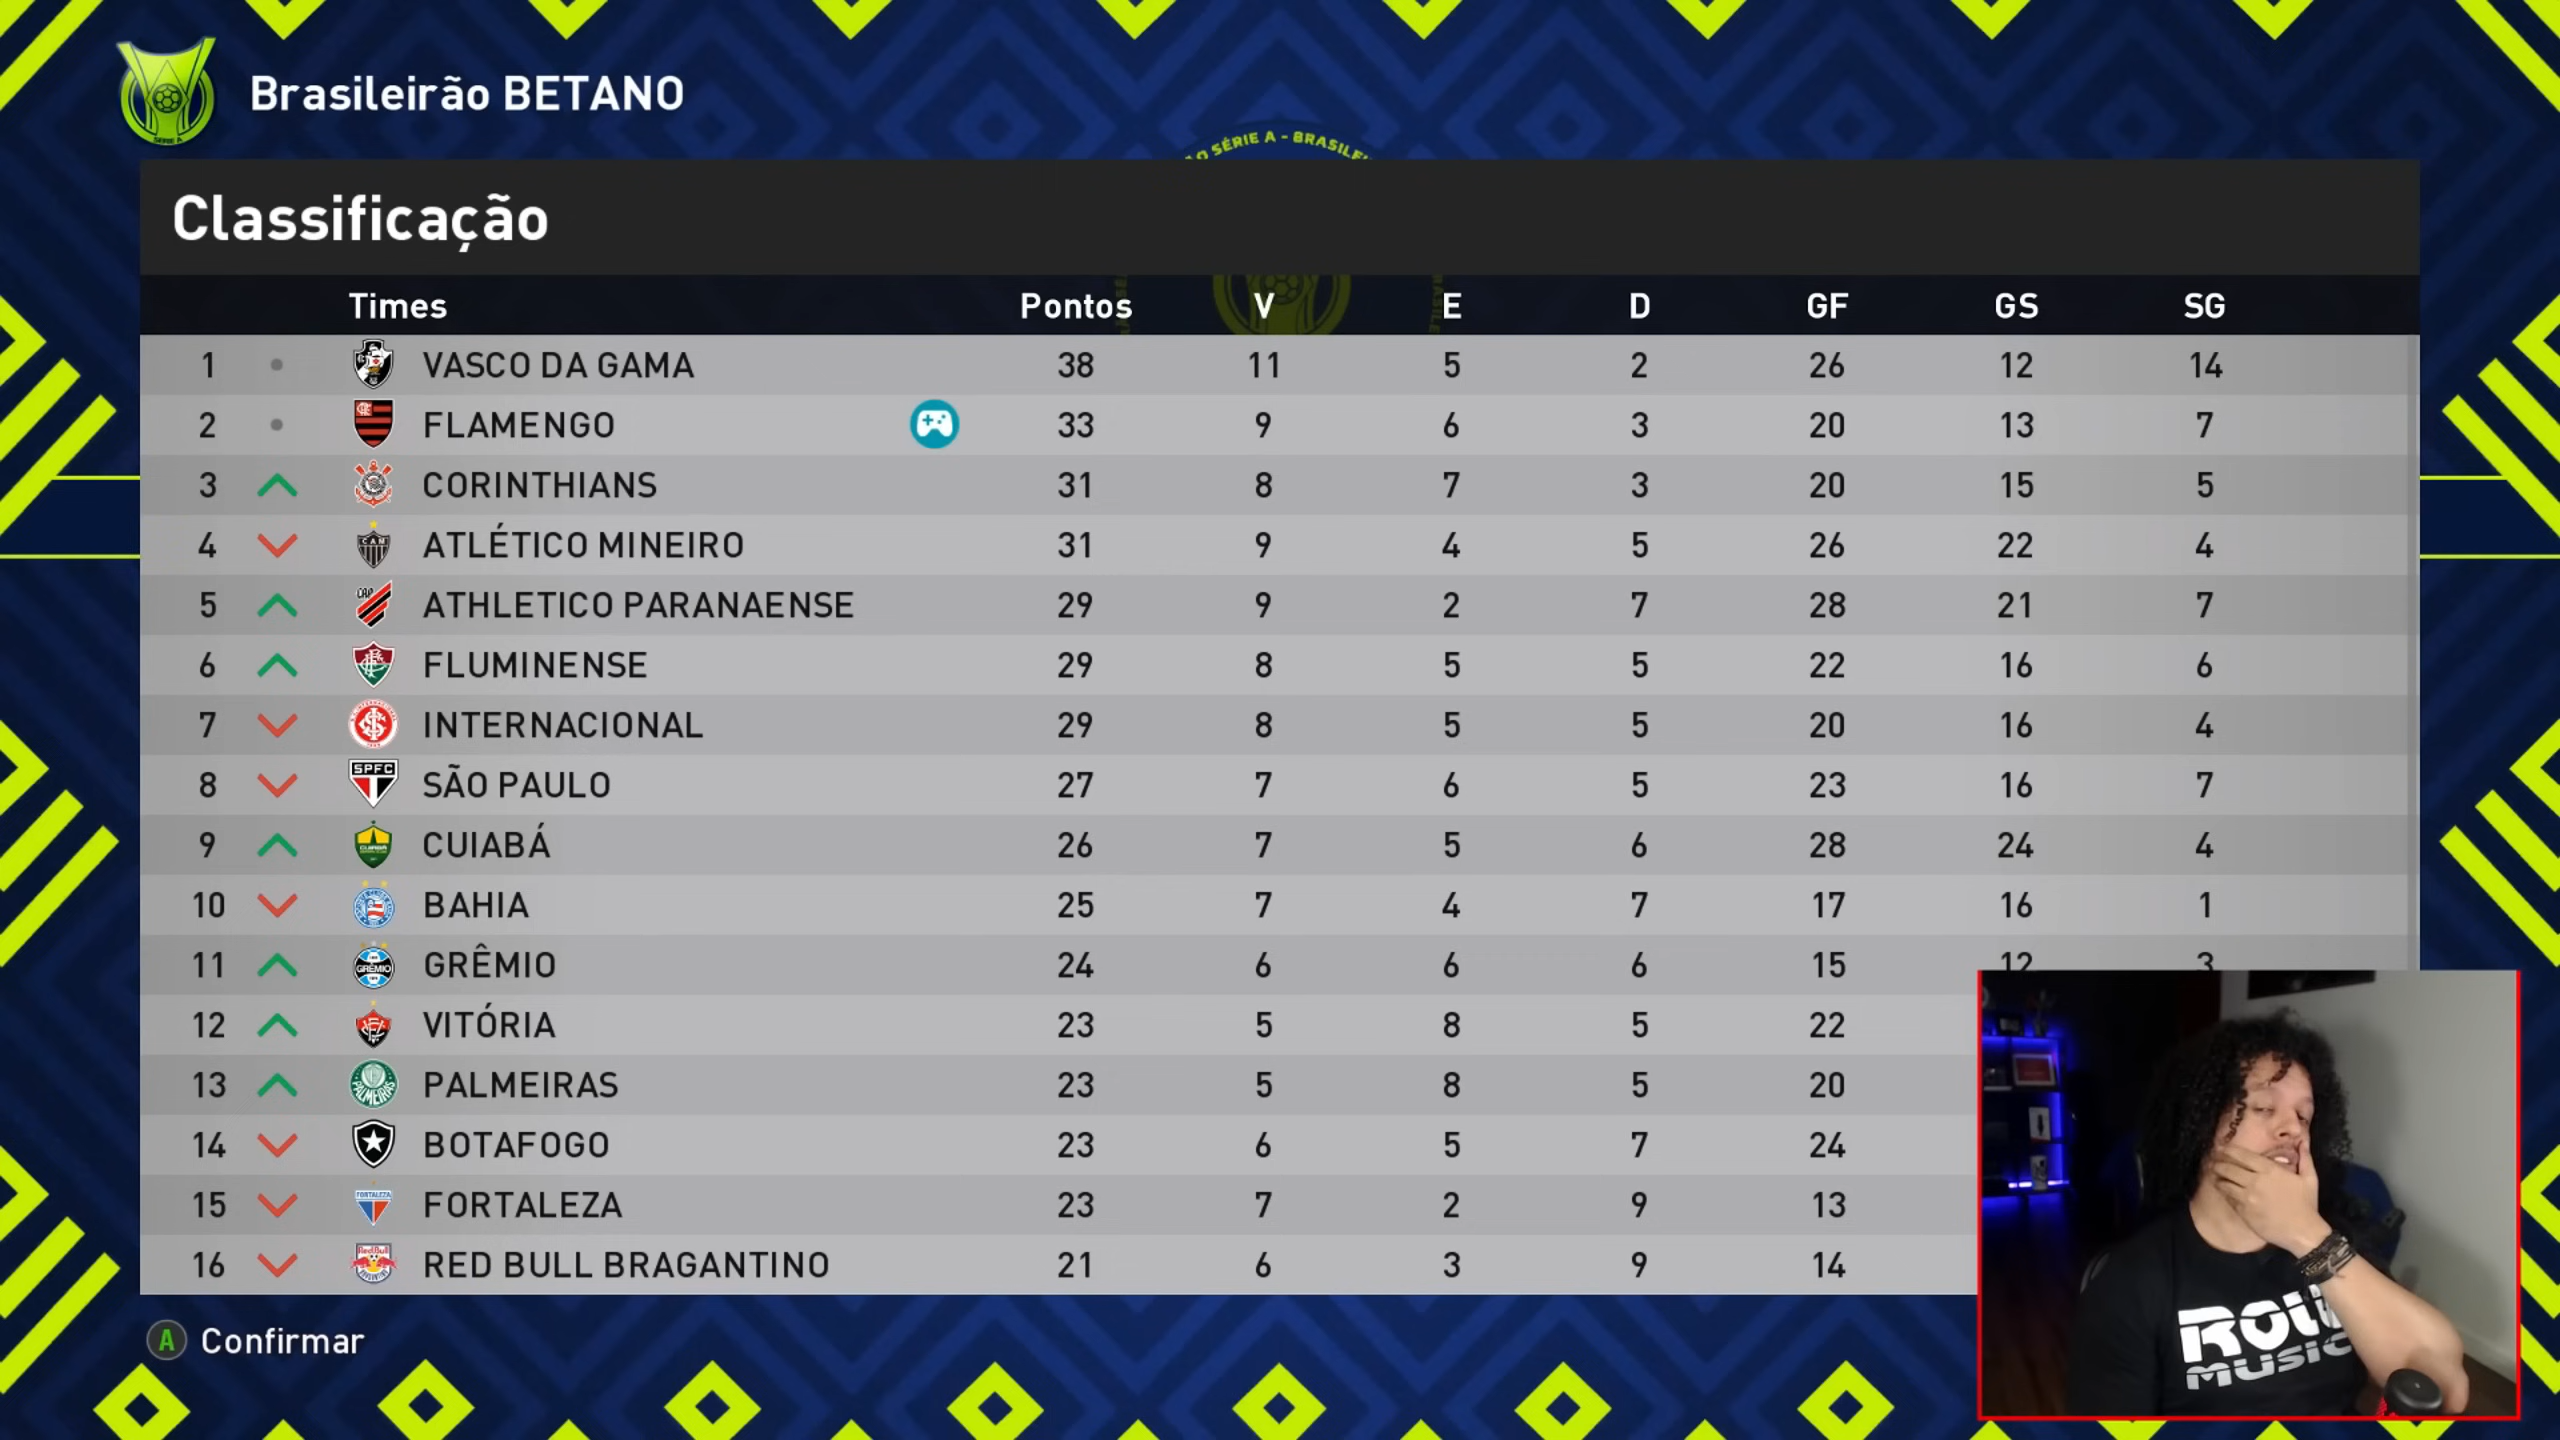 Brasileirão BETANO
SÉRIE A - BRASILEI
Classificação
Times Pontos V E D GF GS SG
1 VASCO DA GAMA 38 11 5 2 26 12 14
2 FLAMENGO 33 9 6 3 20 13 7
3 CORINTHIANS 31 8 7 3 20 15 5
4 ATLÉTICO MINEIRO 31 9 4 5 26 22 4
5 ATHLETICO PARANAENSE 29 9 2 7 28 21 7
6 FLUMINENSE 29 8 5 5 22 16 6
7 INTERNACIONAL 29 8 5 5 20 16 4
8 SPFC SÃO PAULO 27 7 6 5 23 16 7
9 CUIABÁ 26 7 5 6 28 24 4
10 BAHIA 25 7 4 7 17 16 1
11 GRÊMIO 24 6 6 6 15 12 3
12 VITÓRIA 23 5 8 5 22
13 PALMEIRAS 23 5 8 5 20
14 BOTAFOGO 23 6 5 7 24
15 FORTALEZA 23 7 2 9 13
16 RED BULL BRAGANTINO 21 6 3 9 14
A Confirmar
MUSIC